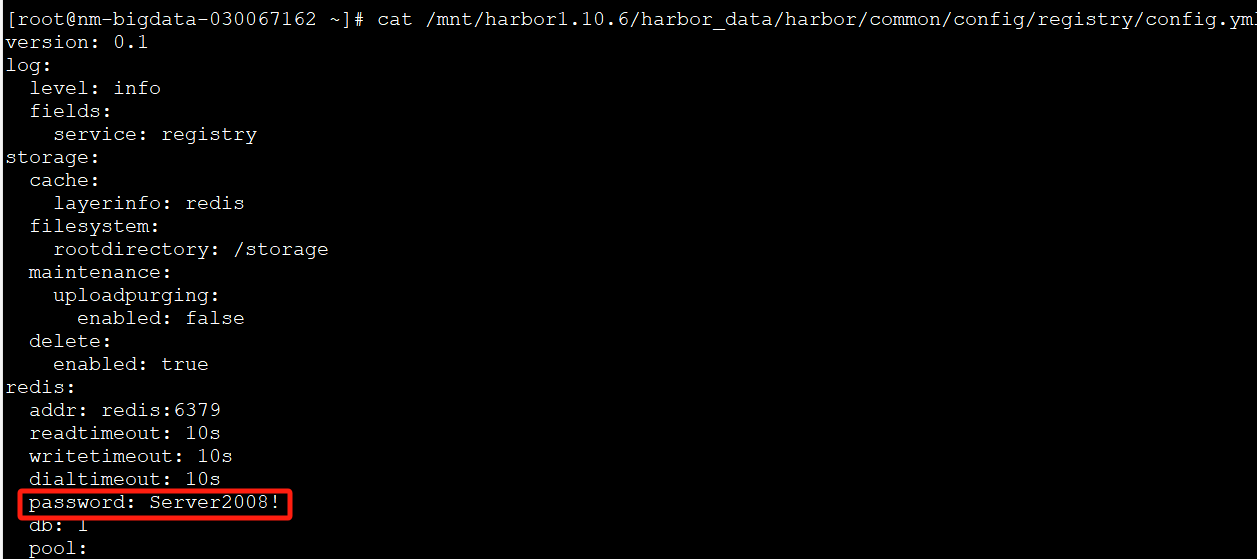 [root@nm-bigdata-030067162 ~]# cat /mnt/harbor1.10.6/harbor_data/harbor/common/config/registry/config.yml
version: 0.1
log:
  level: info
  fields:
    service: registry
storage:
  cache:
    layerinfo: redis
  filesystem:
    rootdirectory: /storage
  maintenance:
    uploadpurging:
      enabled: false
  delete:
    enabled: true
redis:
  addr: redis:6379
  readtimeout: 10s
  writetimeout: 10s
  dialtimeout: 10s
  password: Server2008!
  db: 1
  pool: